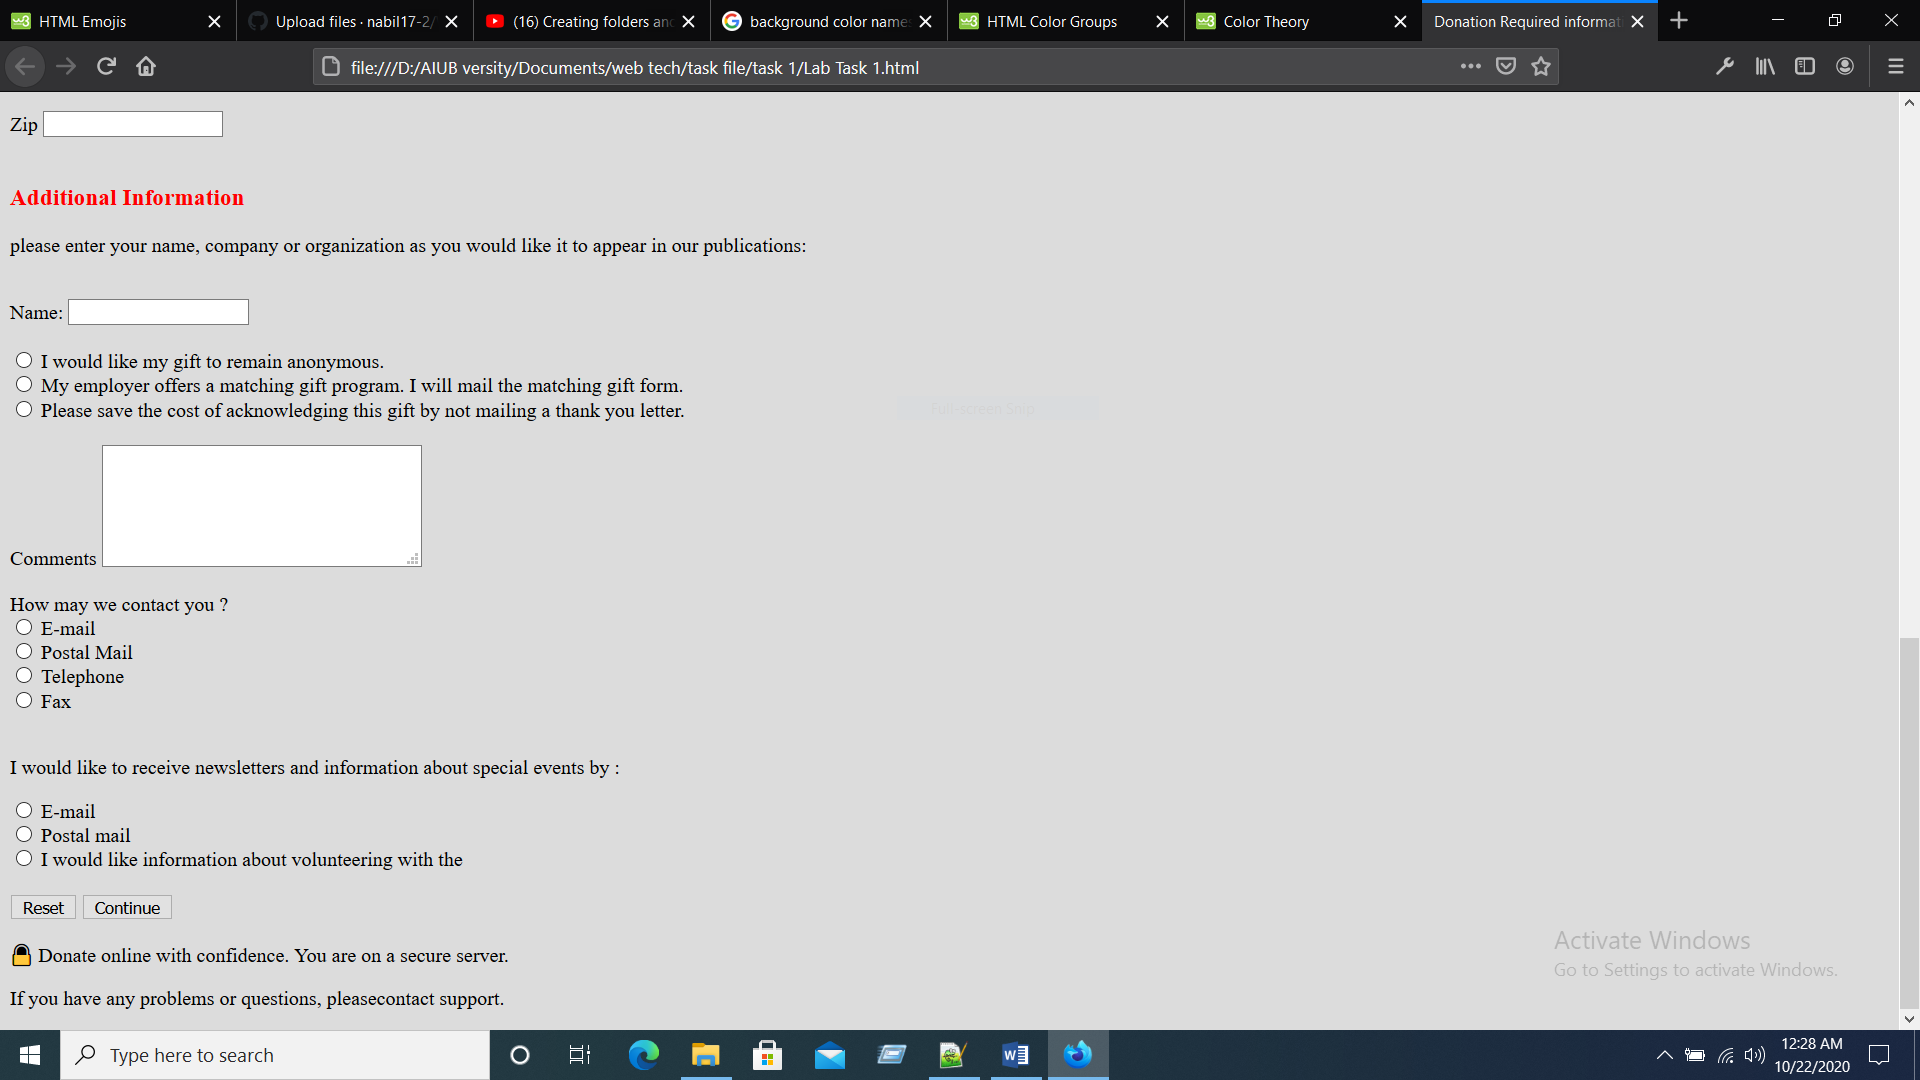 HTML Emojis
Upload files · nabil17-2/
(16) Creating folders an
background color name
HTML Color Groups
Color Theory
Donation Required informat
file:///D:/AIUB versity/Documents/web tech/task file/task 1/Lab Task 1.html
Zip
Additional Information
please enter your name, company or organization as you would like it to appear in our publications:
Name:
I would like my gift to remain anonymous.
My employer offers a matching gift program. I will mail the matching gift form.
Please save the cost of acknowledging this gift by not mailing a thank you letter.
Full-screen Snip
Comments
How may we contact you ?
E-mail
Postal Mail
Telephone
Fax
I would like to receive newsletters and information about special events by :
E-mail
Postal mail
I would like information about volunteering with the
Reset Continue
Donate online with confidence. You are on a secure server.
If you have any problems or questions, pleasecontact support.
Activate Windows
Go to Settings to activate Windows.
Type here to search
12:28 AM
10/22/2020